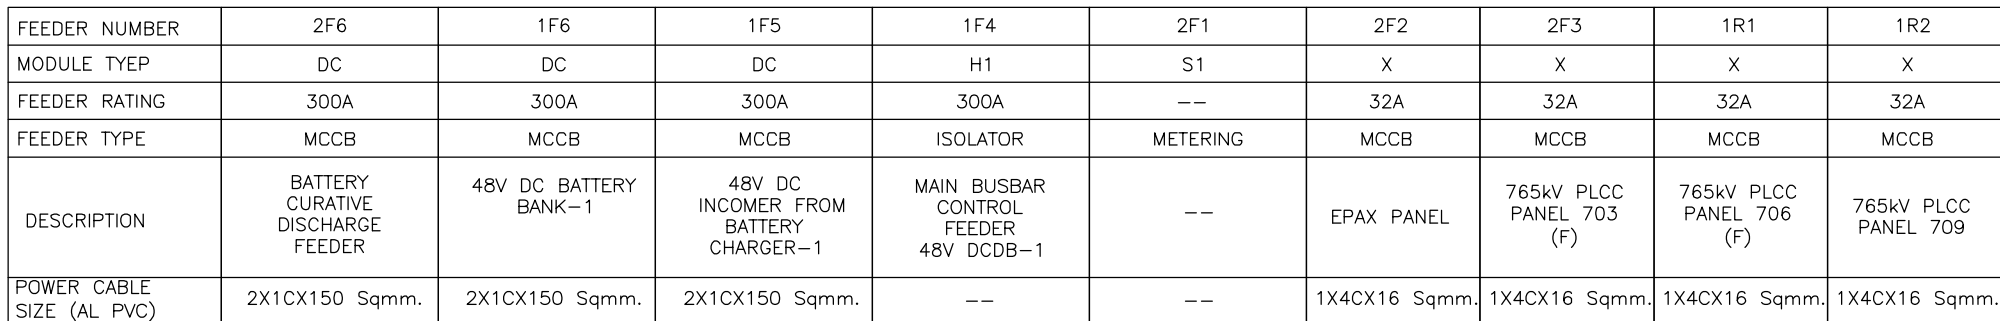 FEEDER NUMBER 2F6 1F6 1F5 1F4 2F1 2F2 2F3 1R1 1R2
MODULE TYEP DC DC DC H1 S1 X X X X
FEEDER RATING 300A 300A 300A 300A -- 32A 32A 32A 32A
FEEDER TYPE MCCB MCCB MCCB ISOLATOR METERING MCCB MCCB MCCB MCCB
DESCRIPTION
BATTERY
CURATIVE
DISCHARGE
FEEDER
48V DC BATTERY
BANK-1
48V DC
INCOMER FROM
BATTERY
CHARGER-1
MAIN BUSBAR
CONTROL
FEEDER
48V DCDB-1
--
EPAX PANEL
765kV PLCC
PANEL 703
(F)
765kV PLCC
PANEL 706
(F)
765kV PLCC
PANEL 709
POWER CABLE
SIZE (AL PVC)
2X1CX150 Sqmm. 2X1CX150 Sqmm. 2X1CX150 Sqmm. -- -- 1X4CX16 Sqmm. 1X4CX16 Sqmm. 1X4CX16 Sqmm. 1X4CX16 Sqmm.